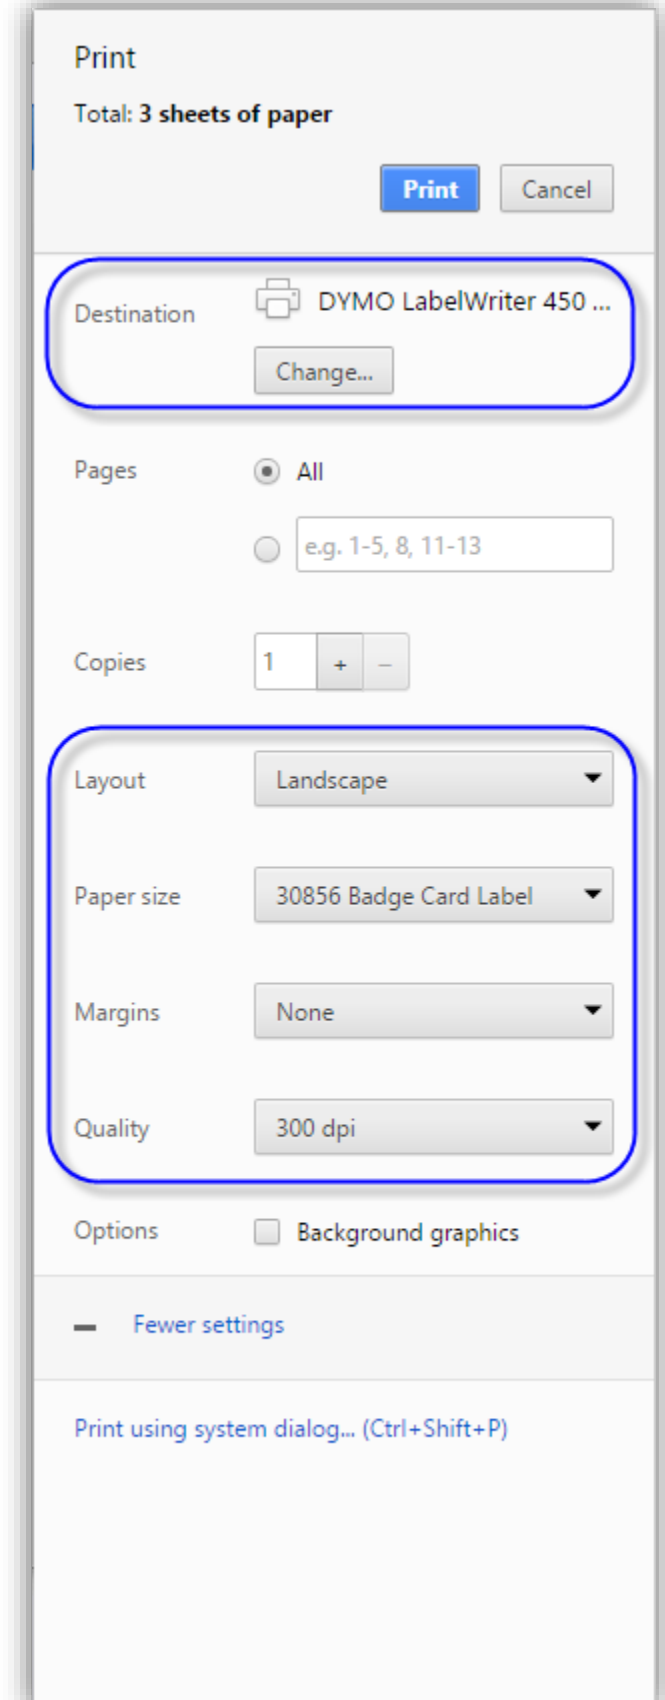 Print
Total: 3 sheets of paper
Print Cancel
Destination DYMO LabelWriter 450 ...
Change...
Pages All
e.g. 1-5, 8, 11-13
Copies 1 + −
Layout Landscape
Paper size 30856 Badge Card Label
Margins None
Quality 300 dpi
Options Background graphics
Fewer settings
Print using system dialog... (Ctrl+Shift+P)